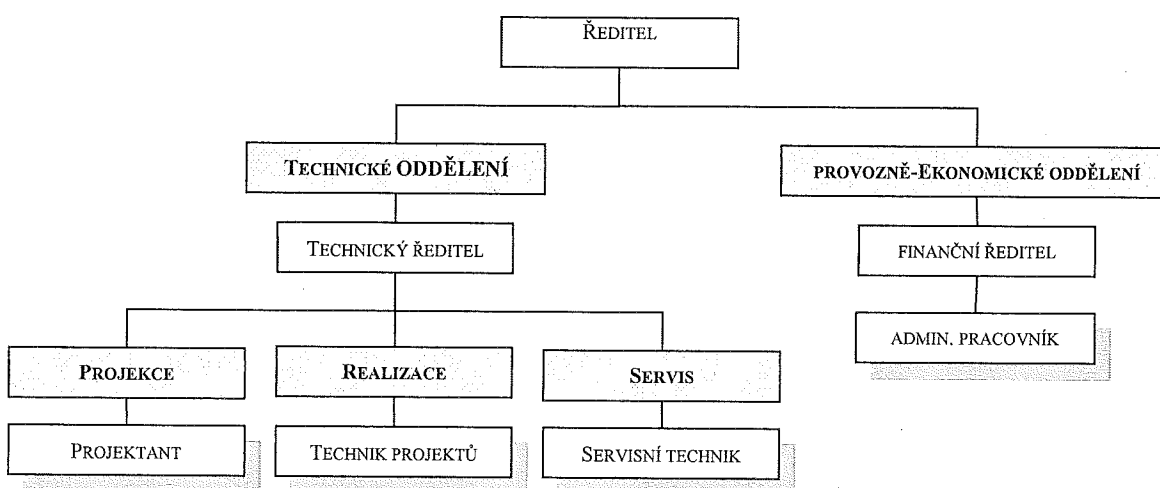 ŘEDITEL
TECHNICKÉ ODDĚLENÍ
PROVOZNĚ-EKONOMICKÉ ODDĚLENÍ
TECHNICKÝ ŘEDITEL
FINANČNÍ ŘEDITEL
ADMIN. PRACOVNÍK
PROJEKCE
REALIZACE
SERVIS
PROJEKTANT
TECHNIK PROJEKTŮ
SERVISNÍ TECHNIK